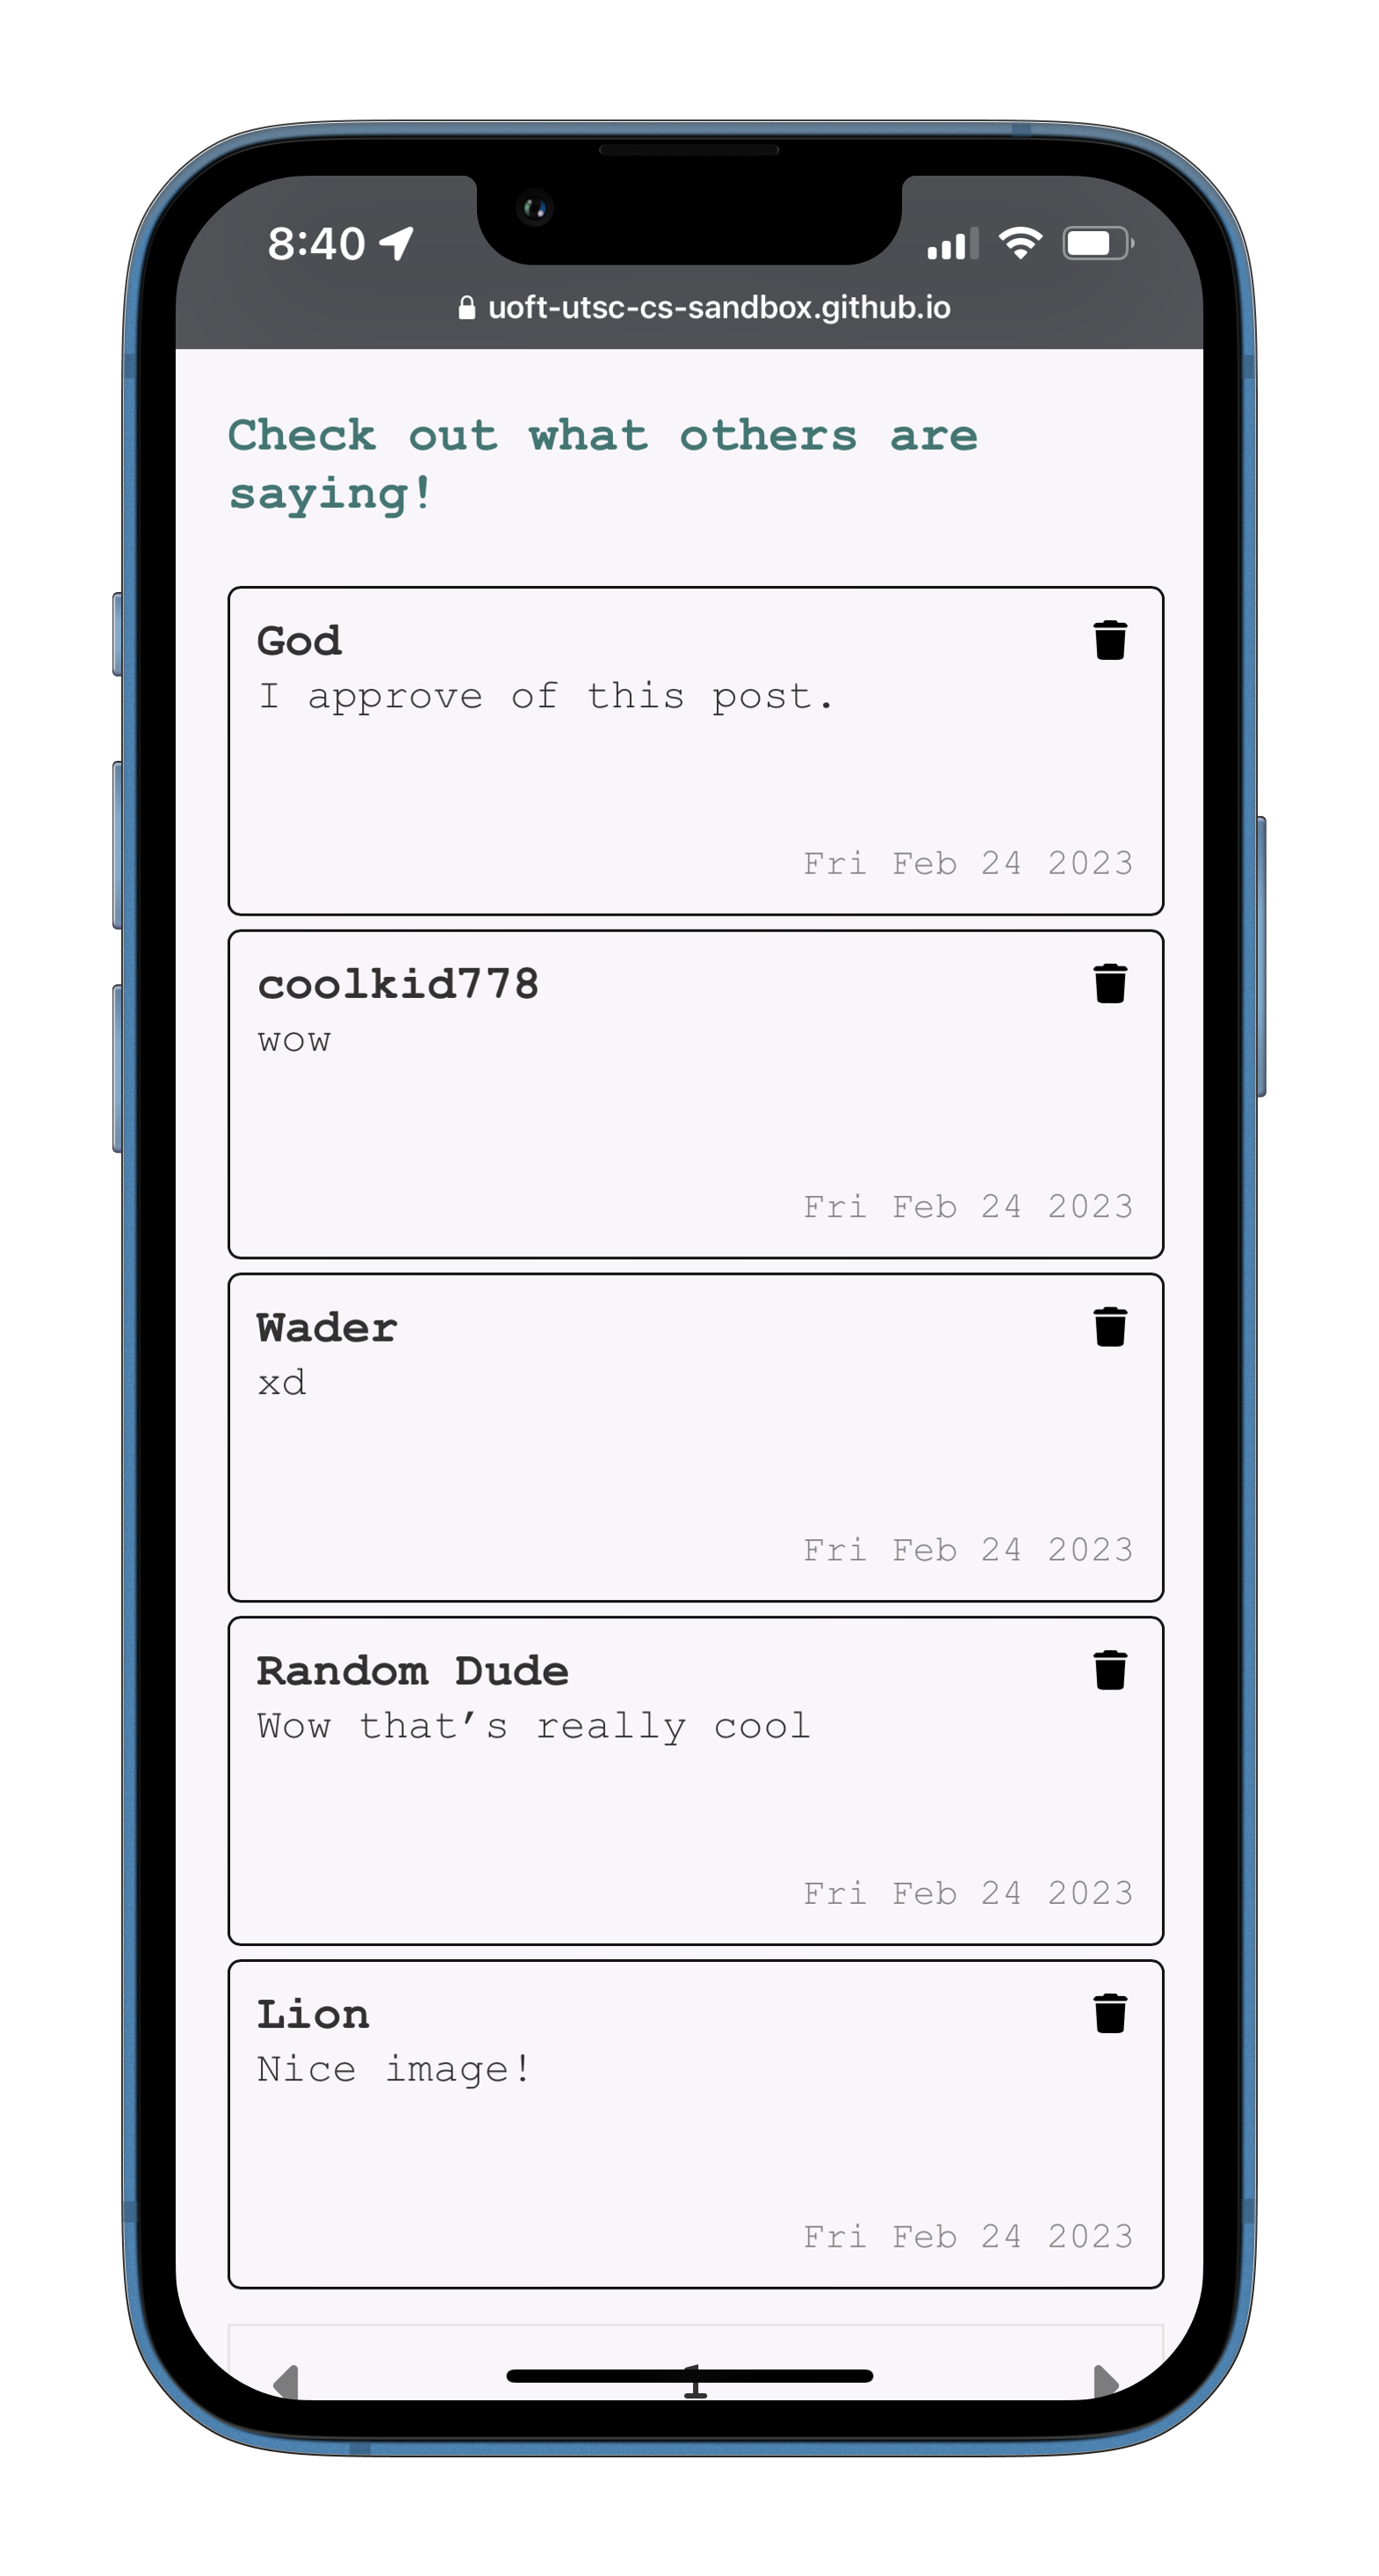 8:40
uoft-utsc-cs-sandbox.github.io
Check out what others are
saying!
God
I approve of this post.
Fri Feb 24 2023
coolkid778
wow
Fri Feb 24 2023
Wader
xd
Fri Feb 24 2023
Random Dude
Wow that’s really cool
Fri Feb 24 2023
Lion
Nice image!
Fri Feb 24 2023
1